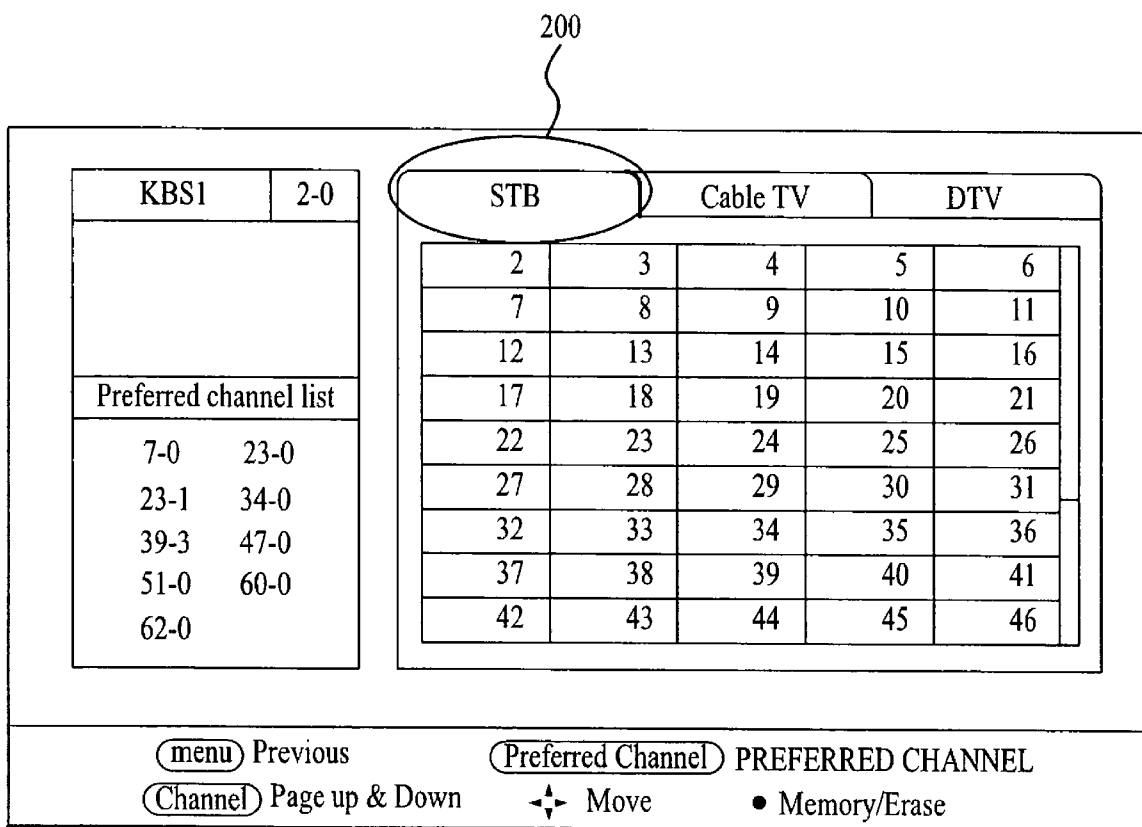 200
KBS1 2-0
STB Cable TV DTV
2 3 4 5 6
7 8 9 10 11
12 13 14 15 16
Preferred channel list
17 18 19 20 21
7-0 23-0
22 23 24 25 26
23-1 34-0
27 28 29 30 31
39-3 47-0
32 33 34 35 36
51-0 60-0
37 38 39 40 41
62-0
42 43 44 45 46
menu Previous
Preferred Channel PREFERRED CHANNEL
Channel Page up & Down
Move
● Memory/Erase